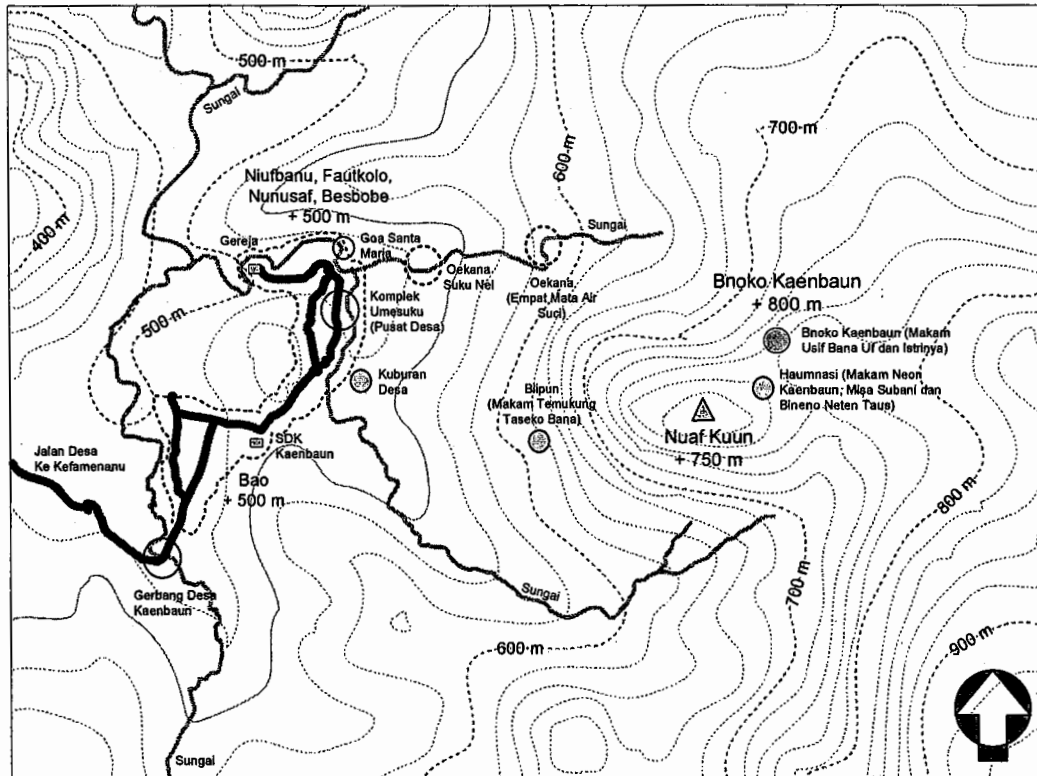 500 m
Sungai
700 m
600 m
Niufbanu, Fautkolo,
Nunusaf, Besbobe
+ 500 m
400 m
Gereja
Goa Santa
Maria
Sungai
Oekana
Suku Nel
Oekana
(Empat Mata Air
Suci)
Bnoko Kaenbaun
+ 800 m
Komplek
Umesuku
(Pusat Desa)
500 m
Bnoko Kaenbaun (Makam
Usif Bana Uf dan Istrinya)
Kuburan
Desa
Haumnasi (Makam Neon
Kaenbaun; Misa Subani dan
Bineno Neten Taus)
Blipun
(Makam Temukung
Taseko Bana)
Nuaf Kuun
+ 750 m
SDK
Kaenbaun
Jalan Desa
Ke Kefamenanu
Bao
+ 500 m
800 m
700 m
Gerbang Desa
Kaenbaun
Sungai
600 m
900 m
Sungai